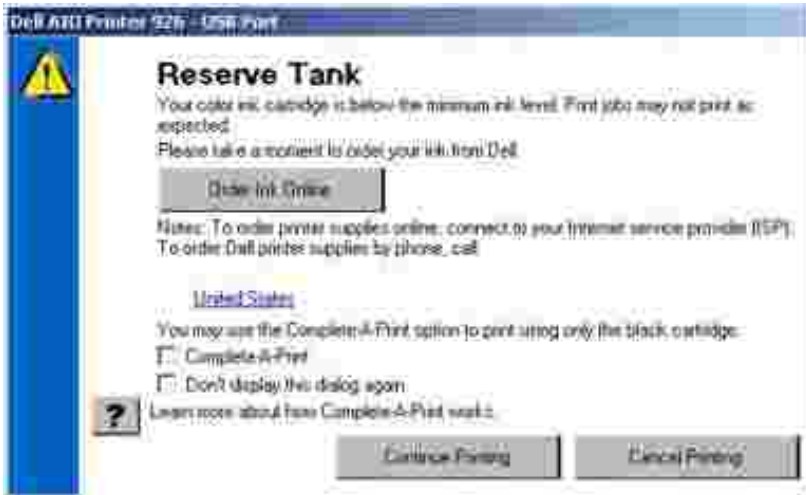 Dell AIO Printer 926 - USB Port
Reserve Tank
Your color ink cartridge is below the minimum ink level. Print jobs may not print as
expected.
Please take a moment to order your ink from Dell.
Order Ink Online
Notes: To order printer supplies online, connect to your Internet service provider (ISP).
To order Dell printer supplies by phone, call:
United States
You may use the Complete-A-Print option to print using only the black cartridge.
Complete-A-Print
Don't display this dialog again
? Learn more about how Complete-A-Print works.
Continue Printing Cancel Printing